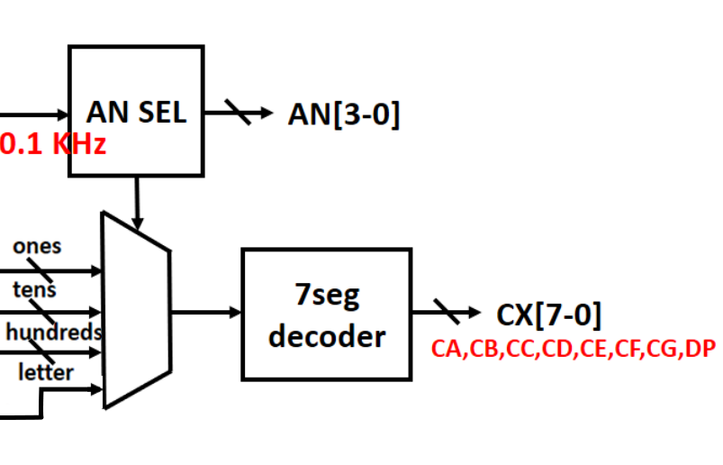 AN SEL
AN[3-0]
0.1 KHz
ones
tens
hundreds
letter
7seg
decoder
CX[7-0]
CA,CB,CC,CD,CE,CF,CG,DP